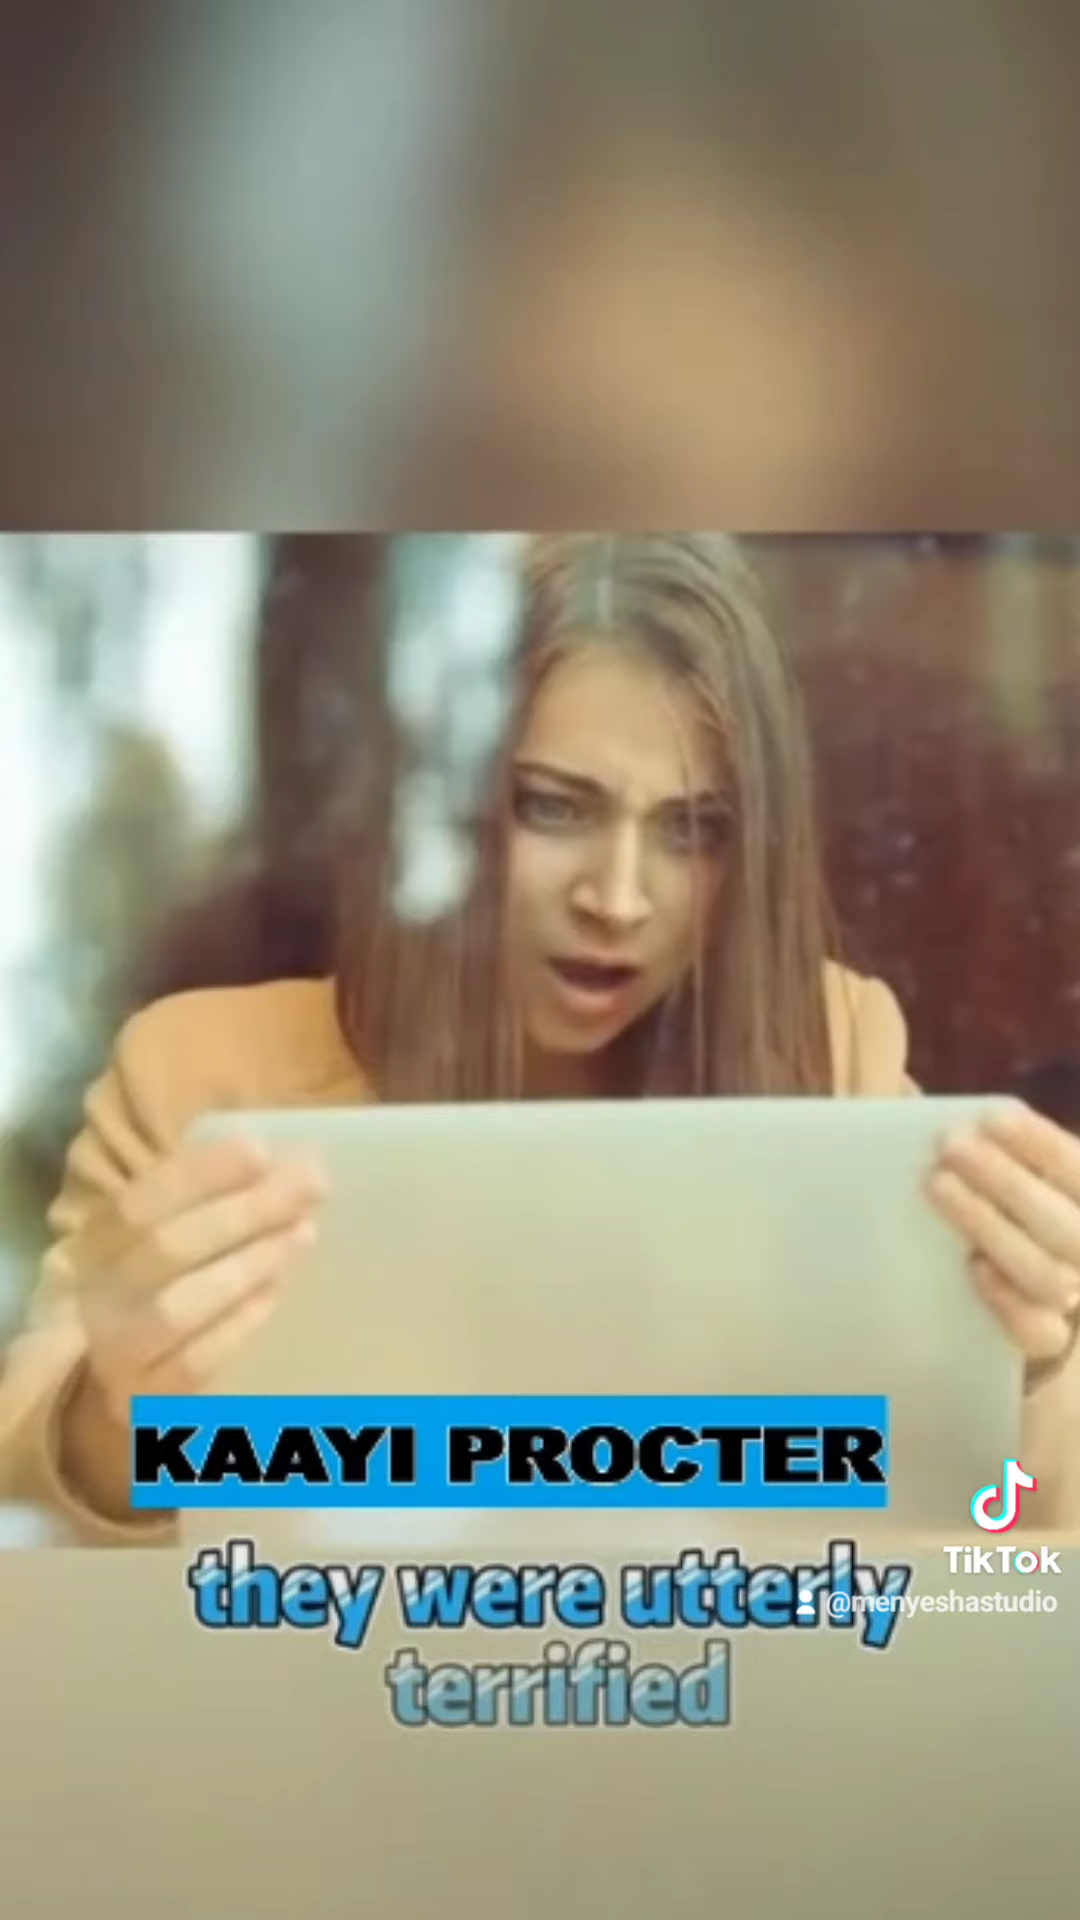 KAAYI PROCTER
they were utterly
terrified
TikTok
@menyeshastudio